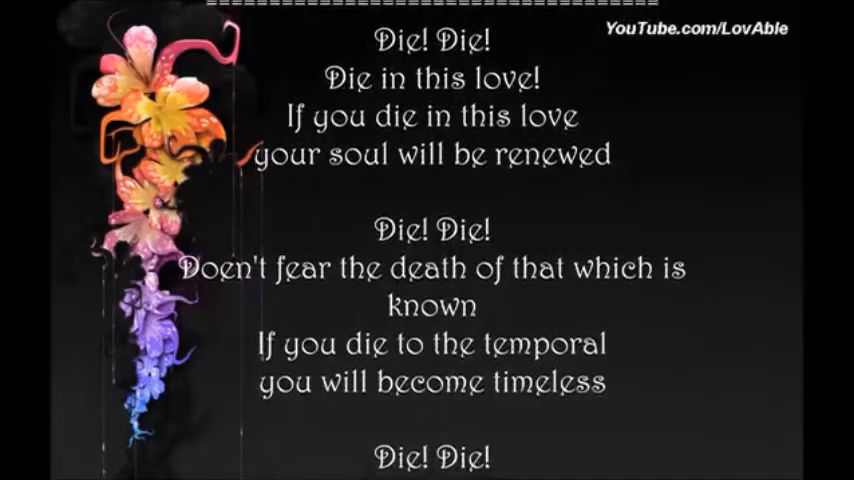 ====================================
YouTube.com/LovAble
Die! Die!
Die in this love!
If you die in this love
your soul will be renewed
Die! Die!
Doen't fear the death of that which is
known
If you die to the temporal
you will become timeless
Die! Die!